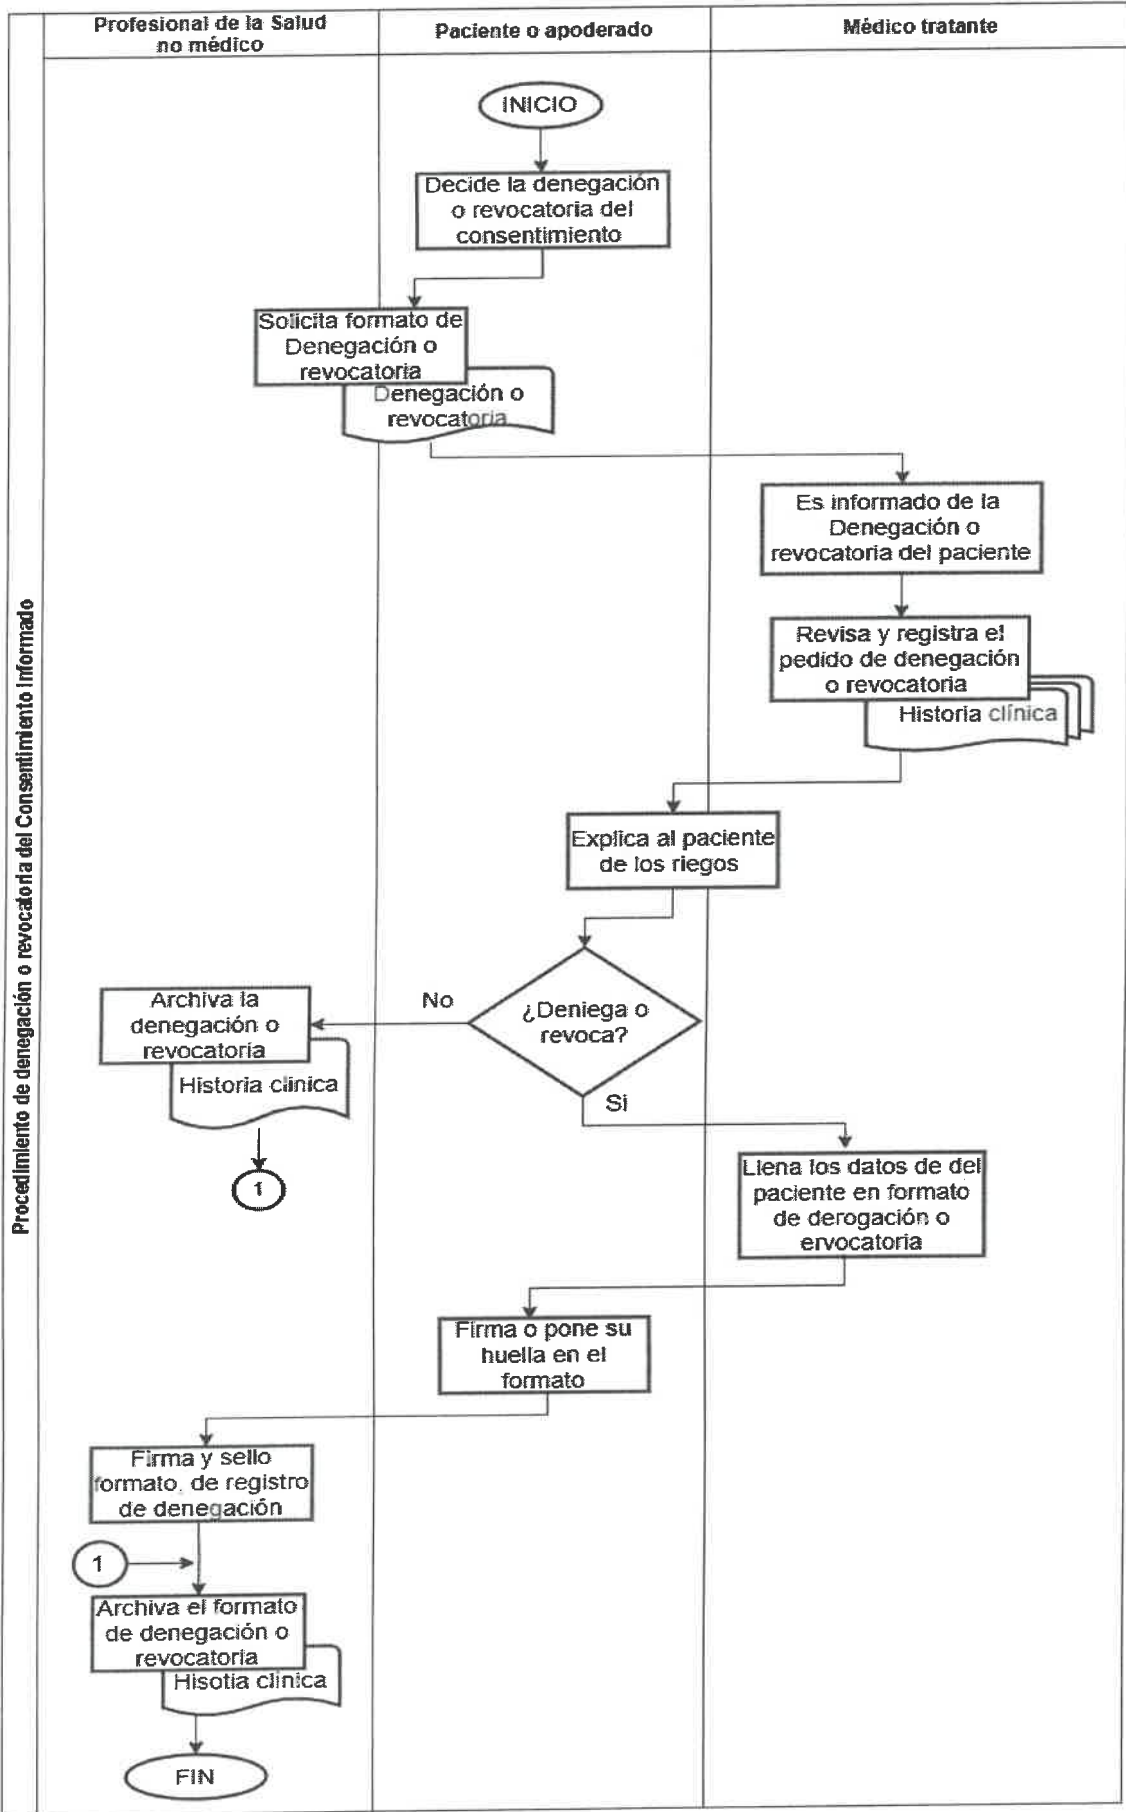 Profesional de la Salud
no médico
Paciente o apoderado
Médico tratante
Procedimiento de denegación o revocatoria del Consentimiento Informado
INICIO
Decide la denegación
o revocatoria del
consentimiento
Solicita formato de
Denegación o
revocatoria
Denegación o
revocatoria
Es informado de la
Denegación o
revocatoria del paciente
Revisa y registra el
pedido de denegación
o revocatoria
Historia clínica
Explica al paciente
de los riegos
¿Deniega o
revoca?
No
Si
Archiva la
denegación o
revocatoria
Historia clinica
1
Llena los datos de del
paciente en formato
de derogación o
ervocatoria
Firma o pone su
huella en el
formato
Firma y sello
formato, de registro
de denegación
1
Archiva el formato
de denegación o
revocatoria
Hisotia clinica
FIN